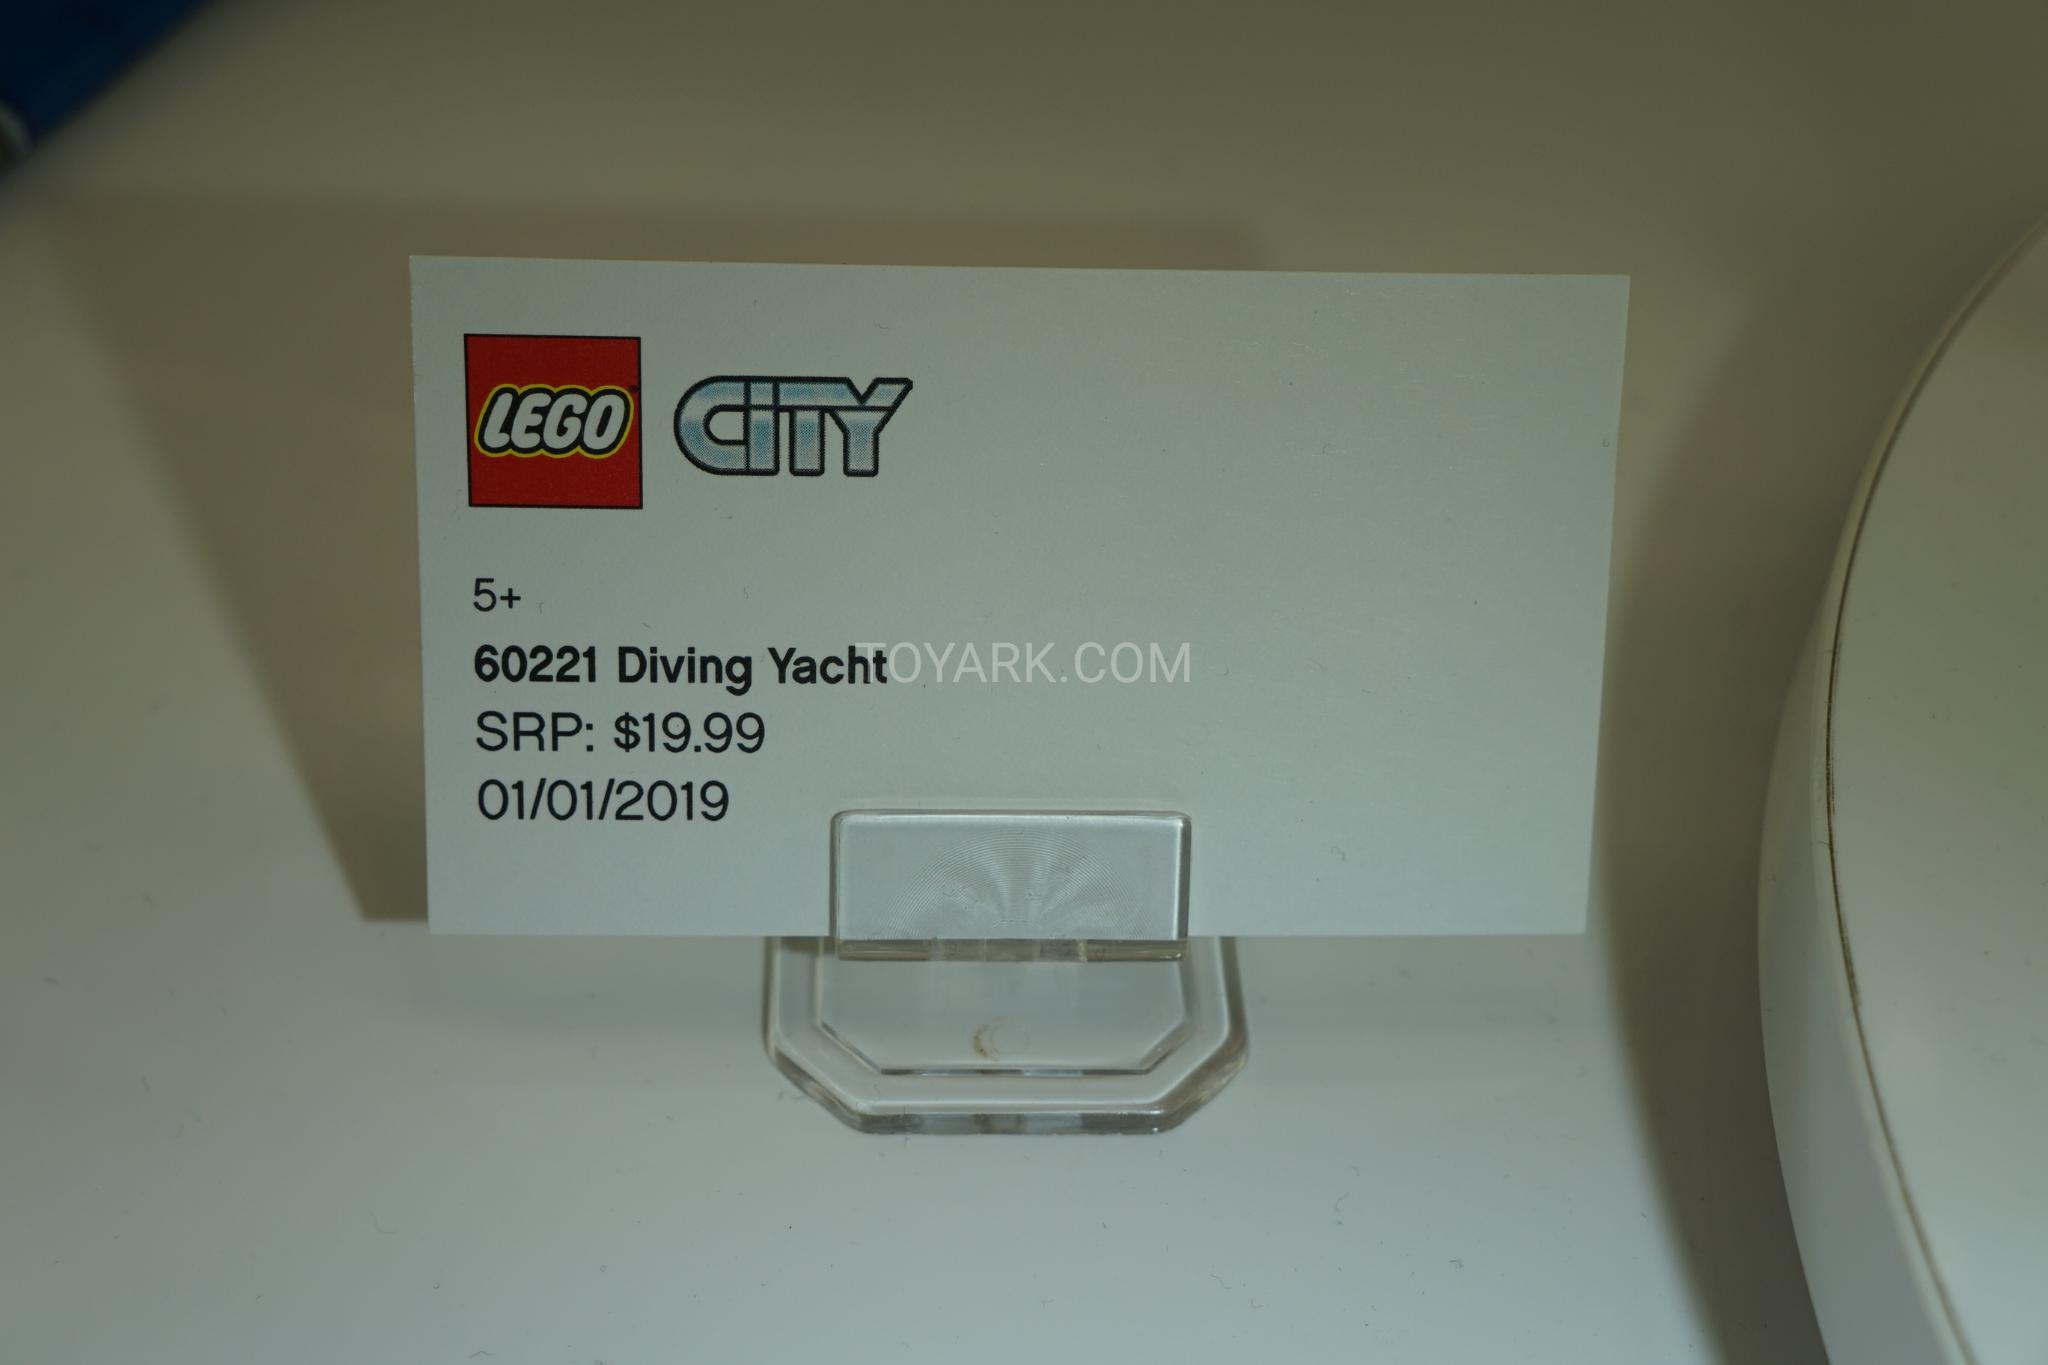 LEGO CITY
5+
60221 Diving Yacht
TOYARK.COM
SRP: $19.99
01/01/2019